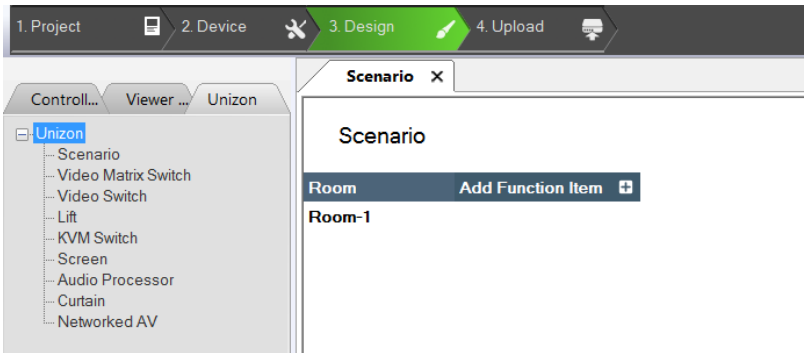 1. Project 2. Device 3. Design 4. Upload
Scenario X
Controll... Viewer ... Unizon
Unizon
Scenario
Video Matrix Switch
Video Switch
Lift
KVM Switch
Screen
Audio Processor
Curtain
Networked AV
Scenario
Room Add Function Item
Room-1